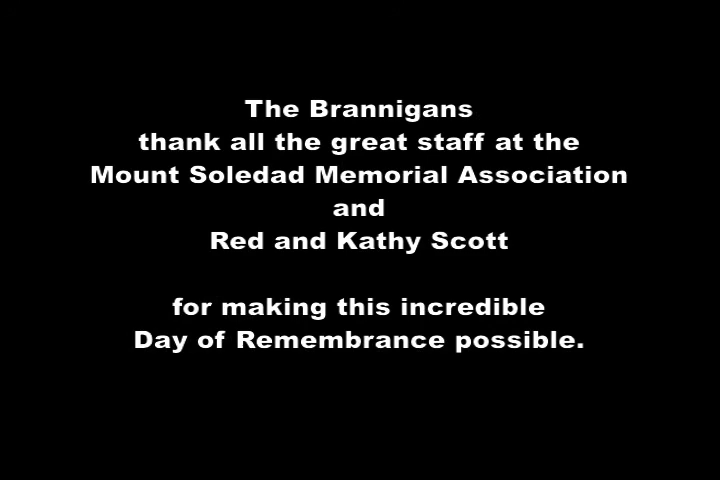 The Brannigans
thank all the great staff at the
Mount Soledad Memorial Association
and
Red and Kathy Scott
for making this incredible
Day of Remembrance possible.